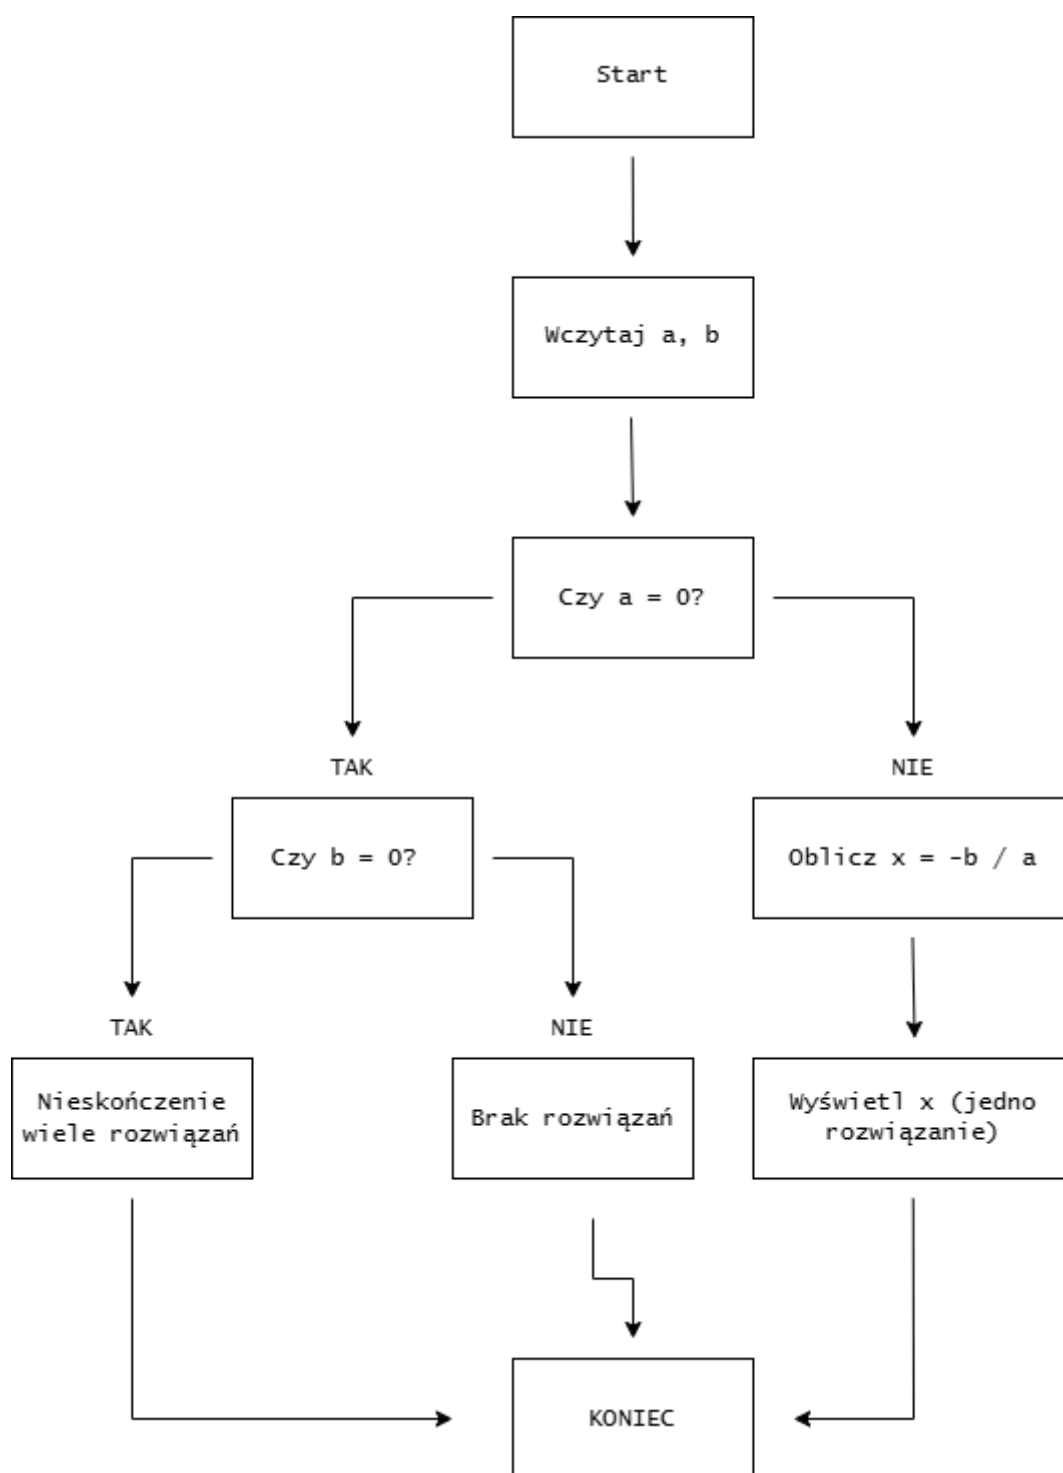 Start
Wczytaj a, b
Czy a = 0?
TAK
NIE
Czy b = 0?
Oblicz x = -b / a
TAK
NIE
Nieskończenie
wiele rozwiązań
Brak rozwiązań
Wyświetl x (jedno
rozwiązanie)
KONIEC